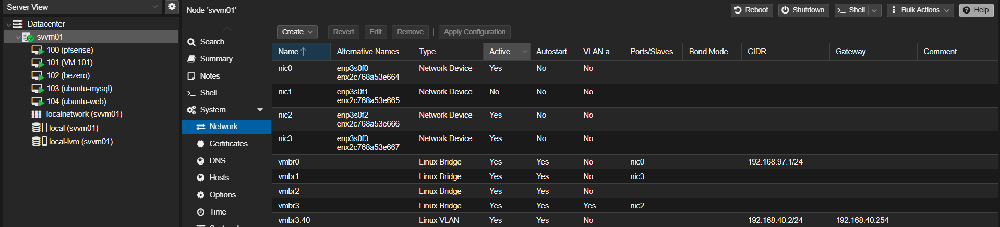 Server View
Node 'svvm01'
Reboot
Shutdown
Shell
Bulk Actions
Help
Datacenter
svvm01
100 (pfsense)
101 (VM 101)
102 (bezero)
103 (ubuntu-mysql)
104 (ubuntu-web)
localnetwork (svvm01)
local (svvm01)
local-lvm (svvm01)
Search
Summary
Notes
Shell
System
Network
Certificates
DNS
Hosts
Options
Time
Create Revert Edit Remove Apply Configuration
Name Alternative Names Type Active Autostart VLAN a... Ports/Slaves Bond Mode CIDR Gateway Comment
nic0 enp3s0f0 Network Device Yes No No
enx2c768a53e664
nic1 enp3s0f1 Network Device No No No
enx2c768a53e665
nic2 enp3s0f2 Network Device Yes No No
enx2c768a53e666
nic3 enp3s0f3 Network Device Yes No No
enx2c768a53e667
vmbr0 Linux Bridge Yes Yes No nic0 192.168.97.1/24
vmbr1 Linux Bridge Yes Yes No nic3
vmbr2 Linux Bridge Yes Yes No
vmbr3 Linux Bridge Yes Yes Yes nic2
vmbr3.40 Linux VLAN Yes Yes No 192.168.40.2/24 192.168.40.254